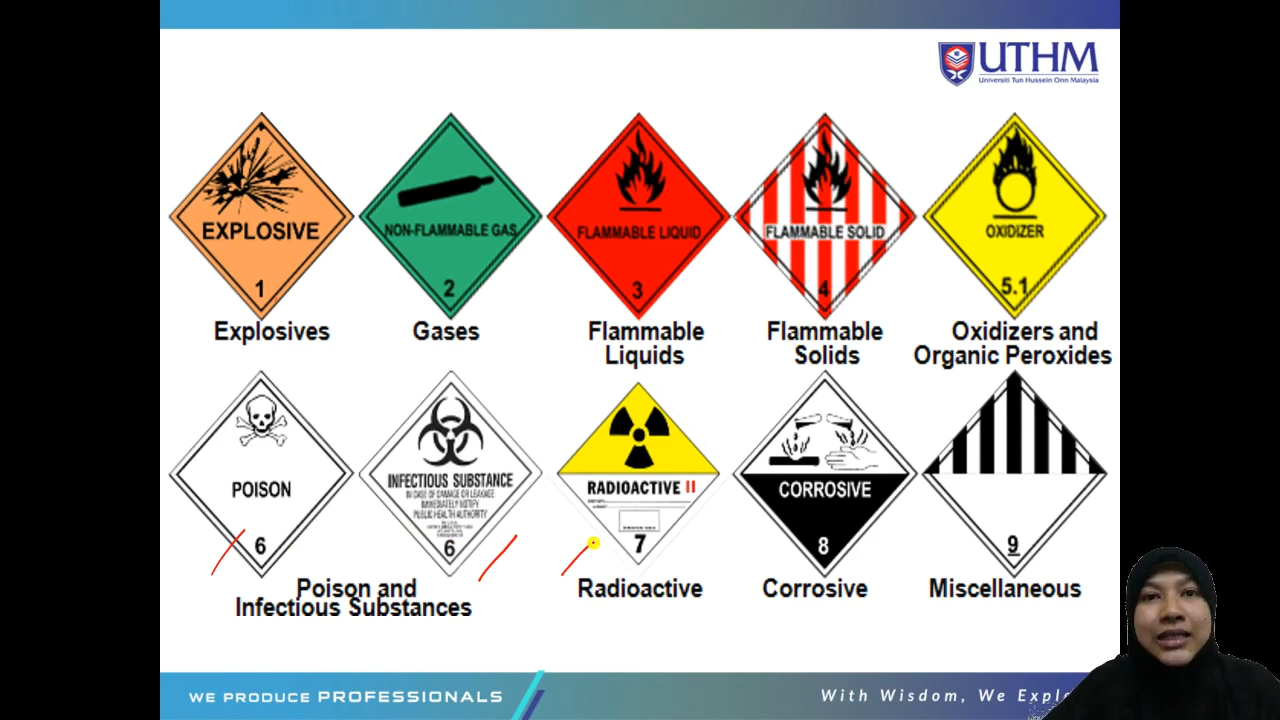 UTHM
Universiti Tun Hussein Onn Malaysia
EXPLOSIVE
1
NON-FLAMMABLE GAS
2
FLAMMABLE LIQUID
3
FLAMMABLE SOLID
4
OXIDIZER
5.1
Explosives
Gases
Flammable
Liquids
Flammable
Solids
Oxidizers and
Organic Peroxides
POISON
6
INFECTIOUS SUBSTANCE
IN CASE OF DAMAGE OR LEAKAGE
IMMEDIATELY NOTIFY
PUBLIC HEALTH AUTHORITY
6
RADIOACTIVE II
7
CORROSIVE
8
9
Poison and
Infectious Substances
Radioactive
Corrosive
Miscellaneous
WE PRODUCE PROFESSIONALS
With Wisdom, We